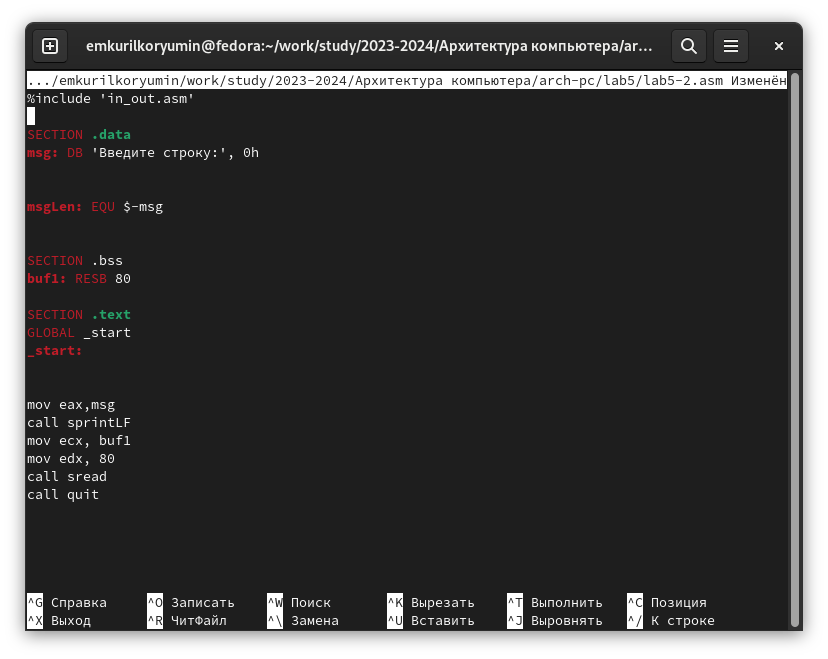 emkurilkoryumin@fedora:~/work/study/2023-2024/Архитектура компьютера/ar...
.../emkurilkoryumin/work/study/2023-2024/Архитектура компьютера/arch-pc/lab5/lab5-2.asm Изменён
%include 'in_out.asm'
SECTION .data
msg: DB 'Введите строку:', 0h
msgLen: EQU $-msg
SECTION .bss
buf1: RESB 80
SECTION .text
GLOBAL _start
_start:
mov eax,msg
call sprintLF
mov ecx, buf1
mov edx, 80
call sread
call quit
^G Справка ^O Записать ^W Поиск ^K Вырезать ^T Выполнить ^C Позиция
^X Выход ^R ЧитФайл ^\ Замена ^U Вставить ^J Выровнять ^/ К строке